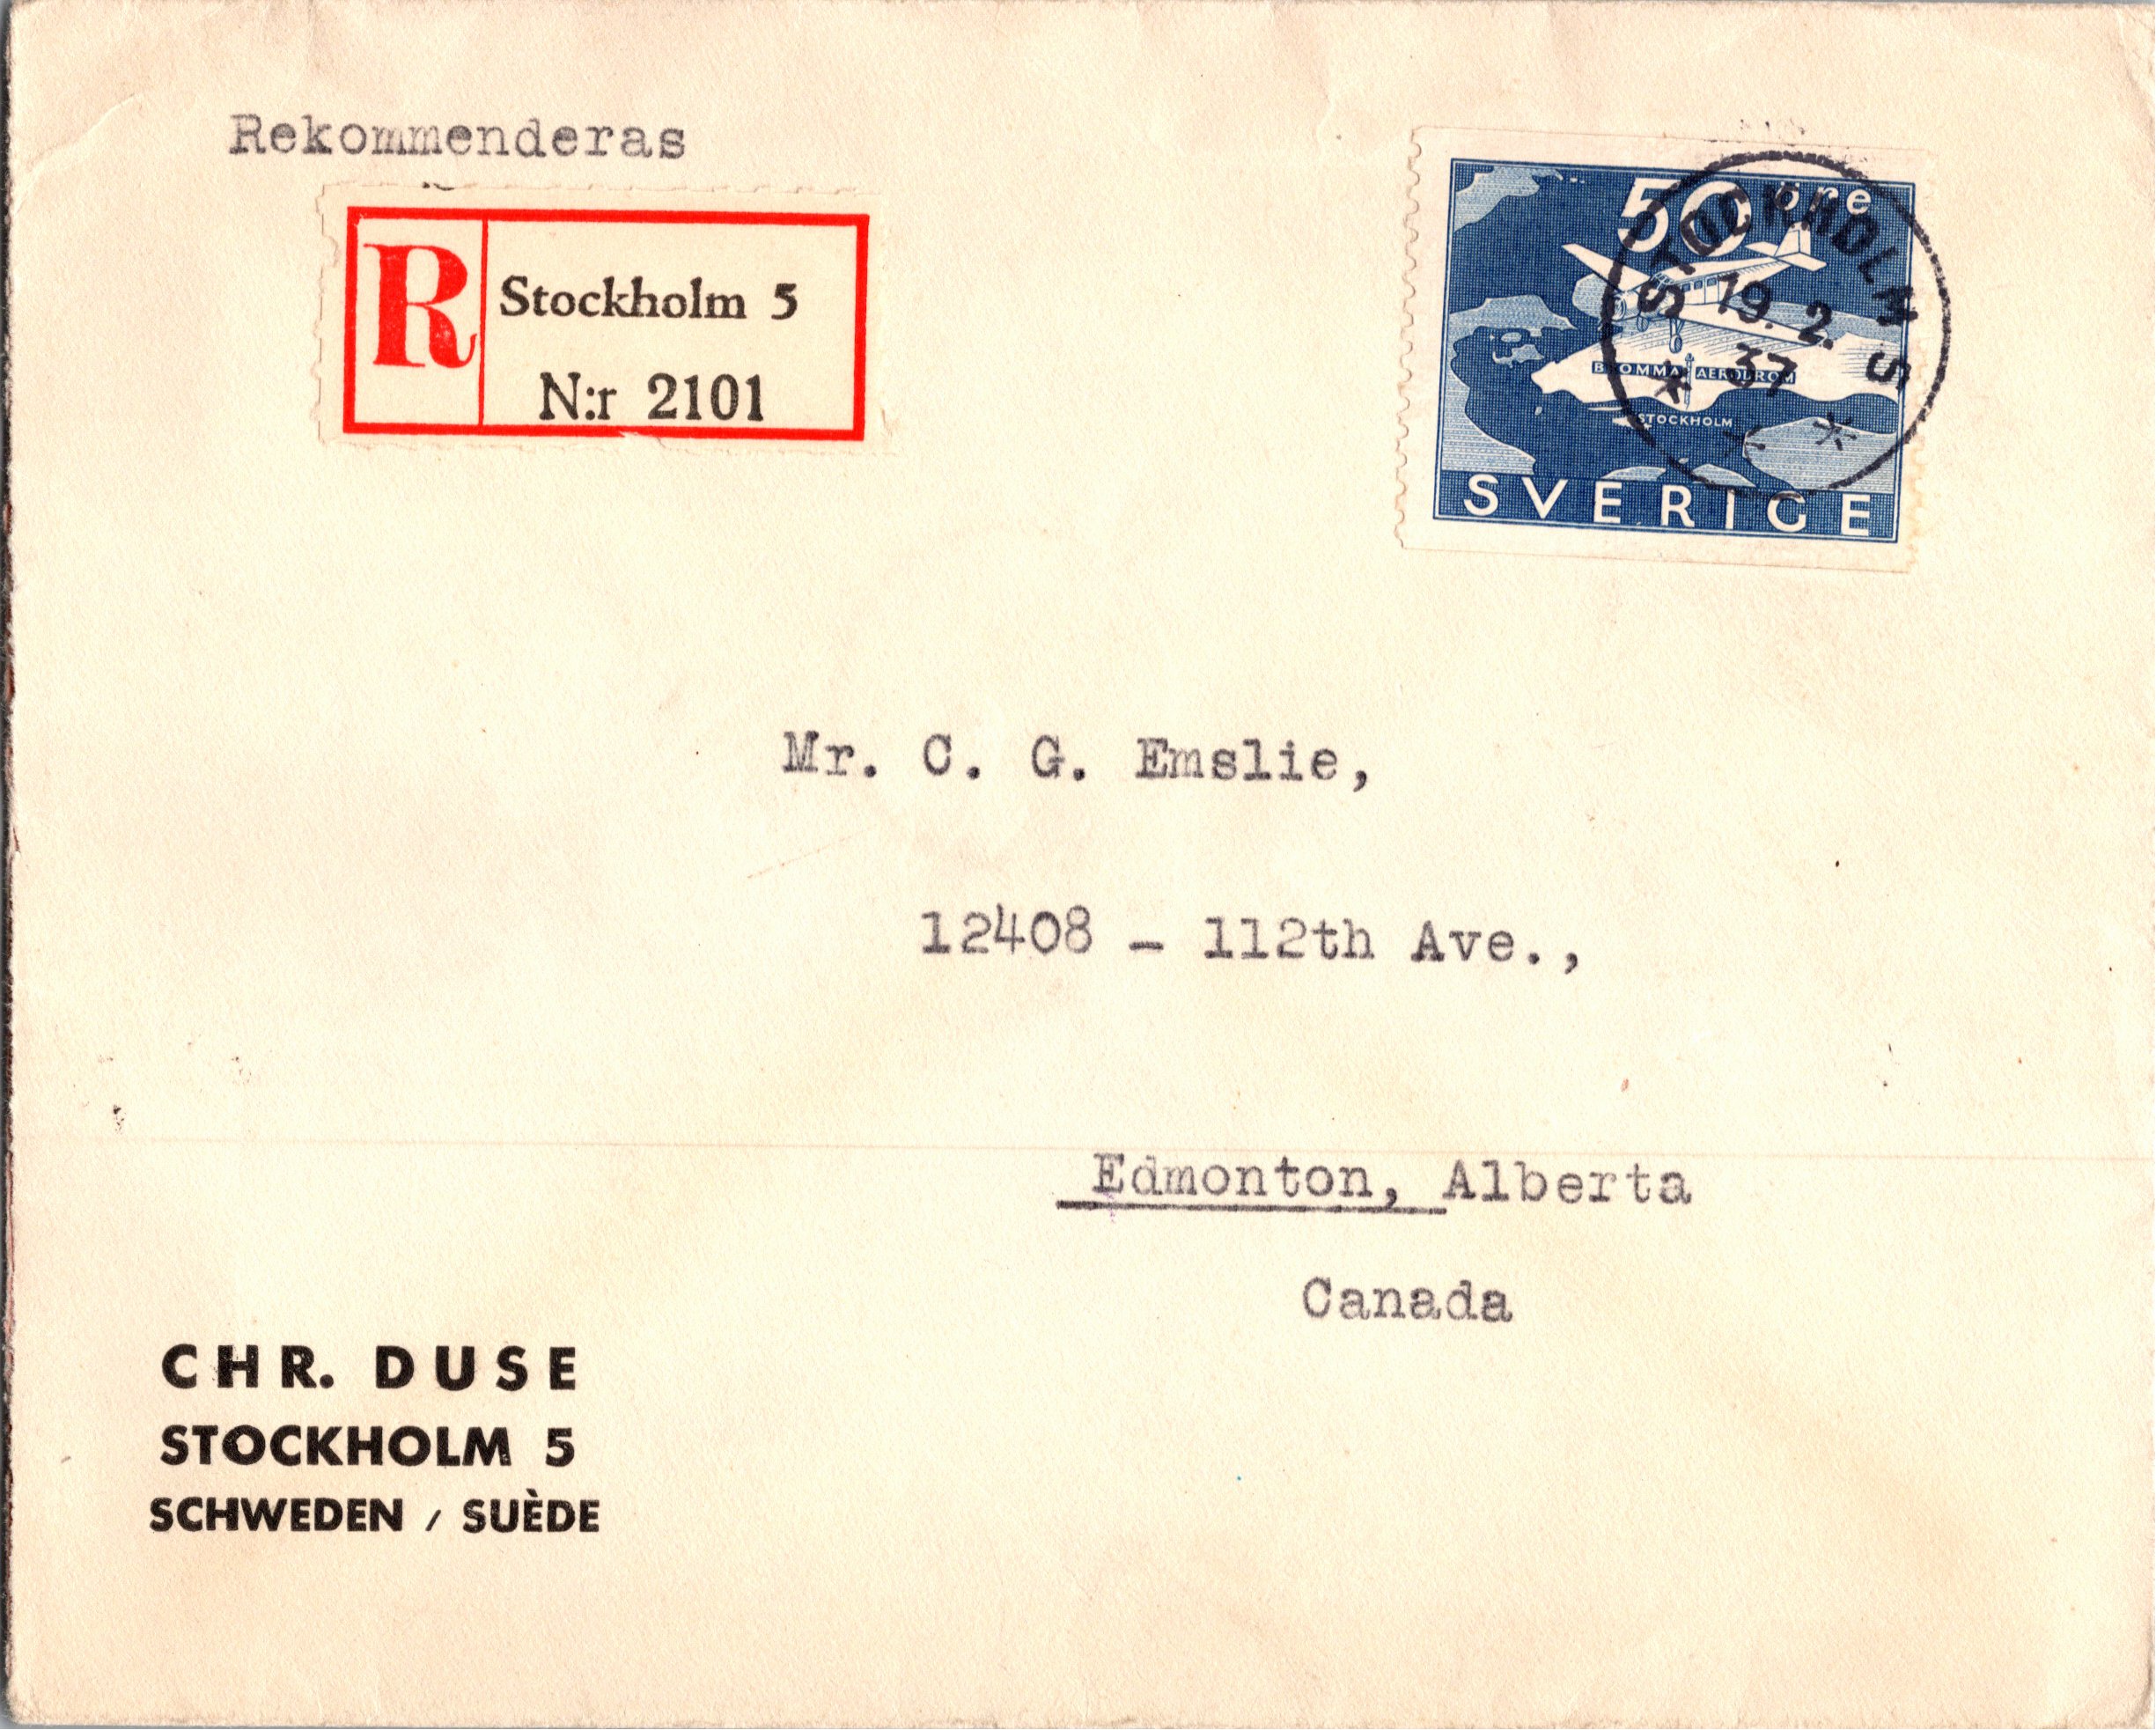 Rekommenderas
R
Stockholm 5
N:r 2101
50 öre
BROMMA AERODROM
STOCKHOLM
SVERIGE
STOCKHOLM 5
19. 2.
37
Mr. C. G. Emslie,
12408 - 112th Ave.,
Edmonton, Alberta
Canada
CHR. DUSE
STOCKHOLM 5
SCHWEDEN / SUÈDE